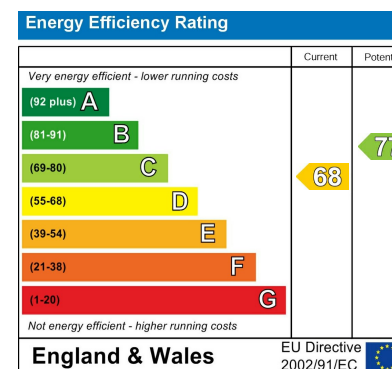 Energy Efficiency Rating
Current Potent
Very energy efficient - lower running costs
(92 plus) A
(81-91) B
(69-80) C
(55-68) D
(39-54) E
(21-38) F
(1-20) G
68
77
Not energy efficient - higher running costs
England & Wales
EU Directive
2002/91/EC